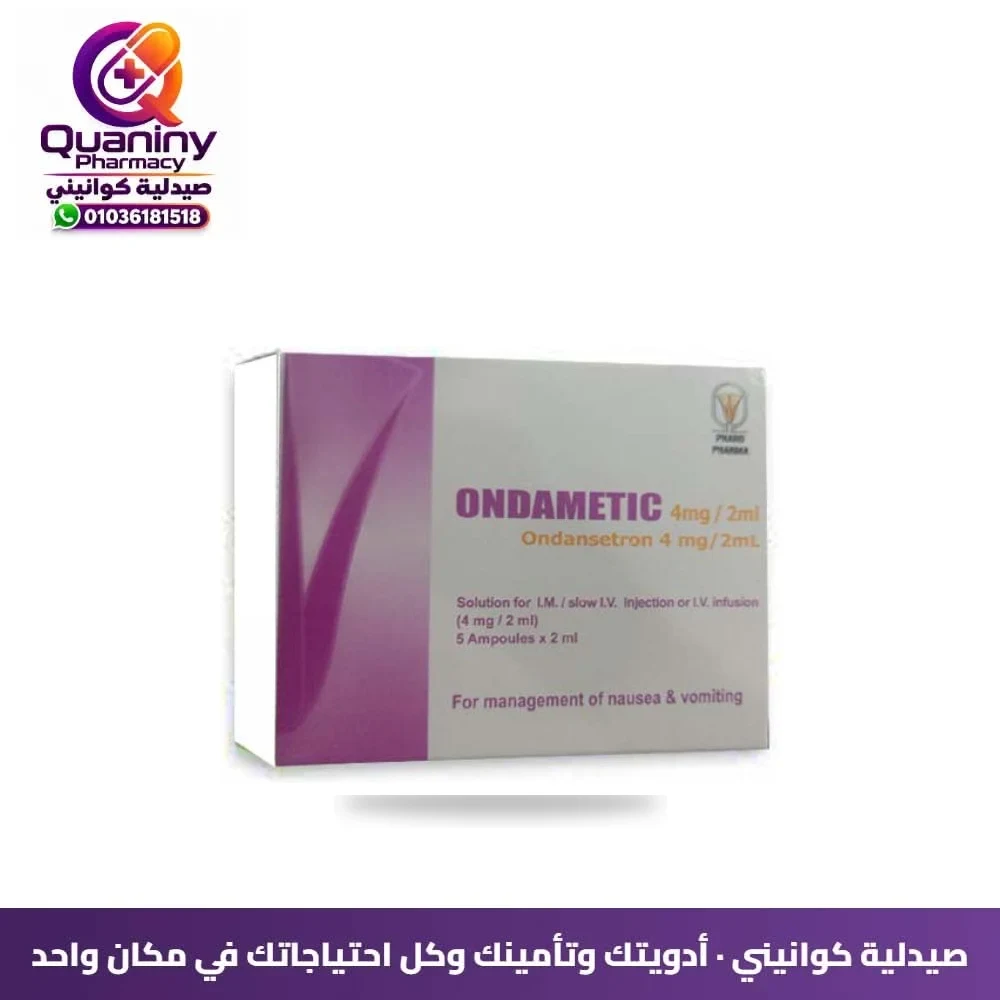 Quaniny
Pharmacy
صيدلية كوانيني
01036181518
PHARO
PHARMA
ONDAMETIC 4mg / 2ml
Ondansetron 4 mg/2mL
Solution for I.M. / slow I.V. Injection or I.V. infusion
(4 mg / 2 ml)
5 Ampoules x 2 ml
For management of nausea & vomiting
صيدلية كوانيني · أدويتك وتأمينك وكل احتياجاتك في مكان واحد